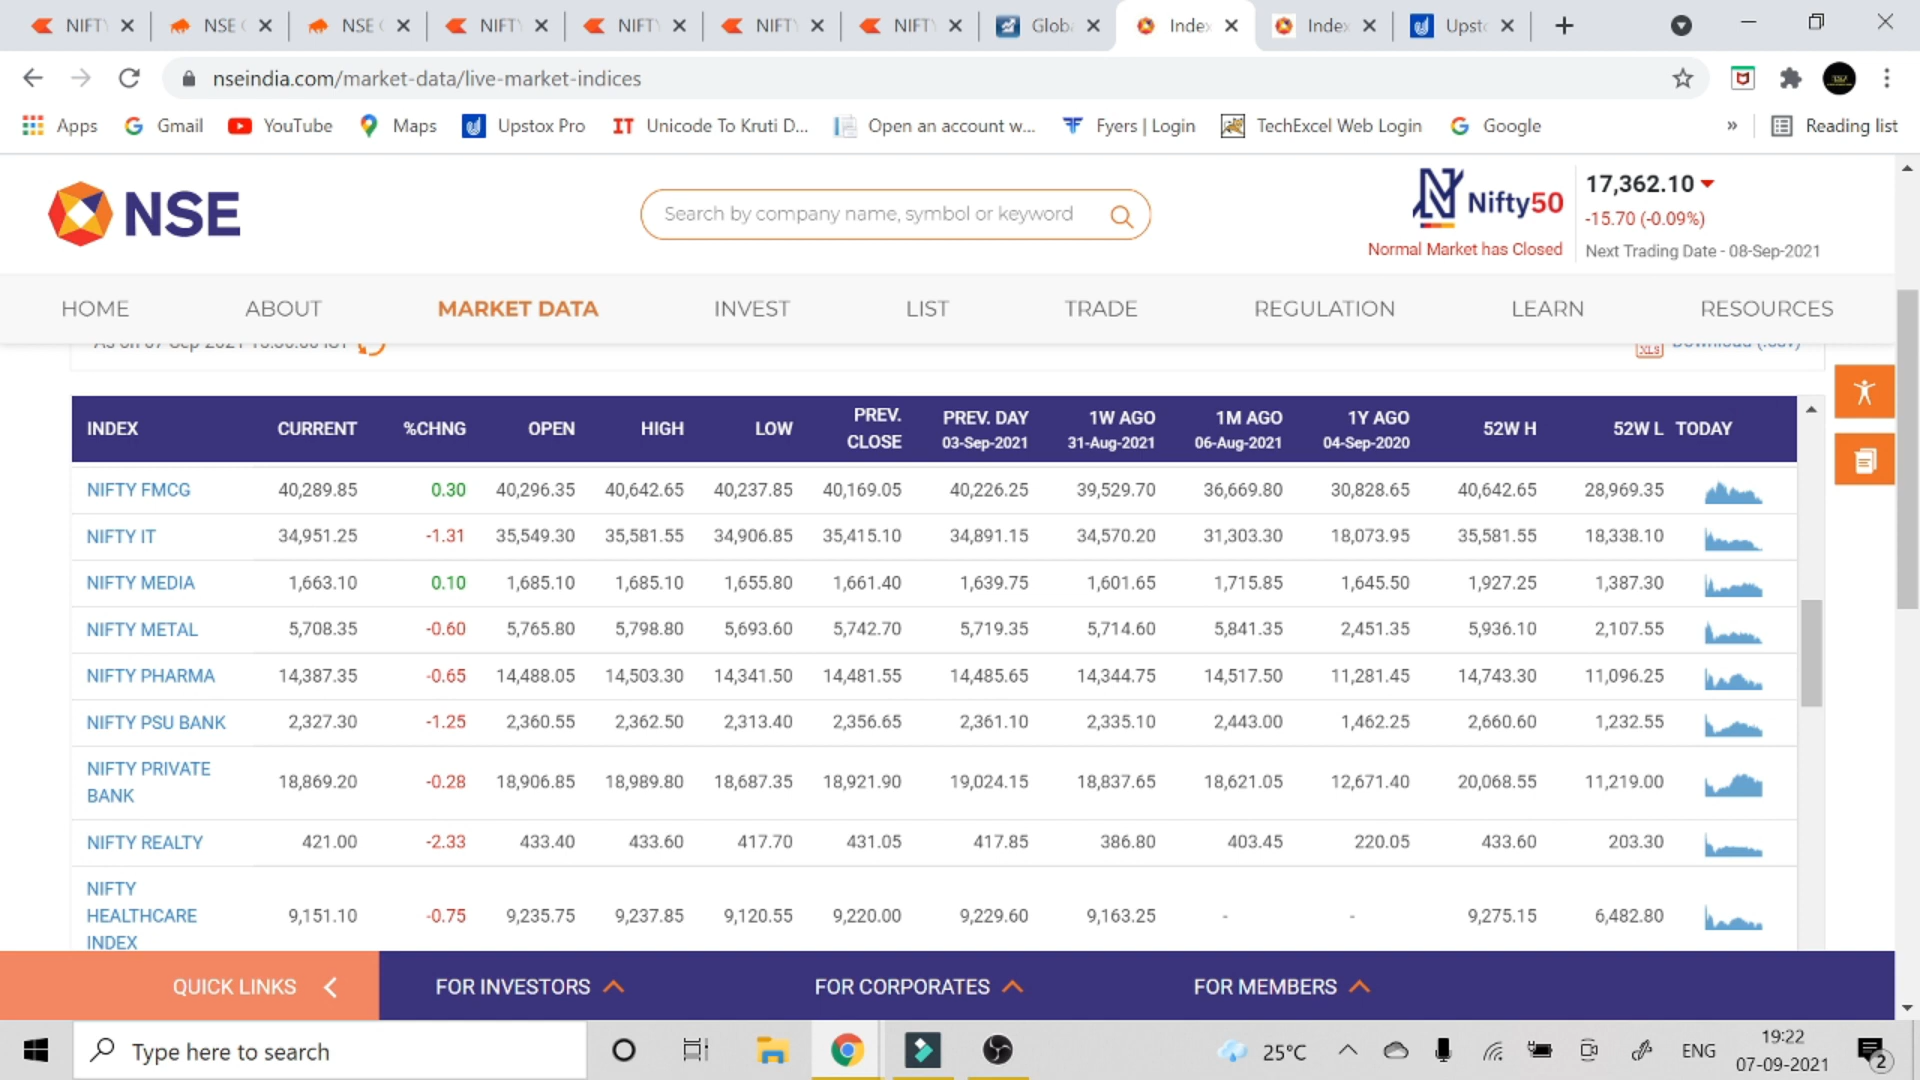 NIFTY NSE ( NSE ( NIFTY NIFTY NIFTY NIFTY Globa Index Index Upsto
nseindia.com/market-data/live-market-indices
Apps Gmail YouTube Maps Upstox Pro Unicode To Kruti D... Open an account w... Fyers | Login TechExcel Web Login Google » Reading list
NSE
Search by company name, symbol or keyword
Nifty50
17,362.10
-15.70 (-0.09%)
Normal Market has Closed
Next Trading Date - 08-Sep-2021
HOME ABOUT MARKET DATA INVEST LIST TRADE REGULATION LEARN RESOURCES
As on 07-Sep-2021 15:30:00 IST XLS Download (.csv)
INDEX CURRENT %CHNG OPEN HIGH LOW PREV. CLOSE PREV. DAY 03-Sep-2021 1W AGO 31-Aug-2021 1M AGO 06-Aug-2021 1Y AGO 04-Sep-2020 52W H 52W L TODAY
NIFTY FMCG 40,289.85 0.30 40,296.35 40,642.65 40,237.85 40,169.05 40,226.25 39,529.70 36,669.80 30,828.65 40,642.65 28,969.35
NIFTY IT 34,951.25 -1.31 35,549.30 35,581.55 34,906.85 35,415.10 34,891.15 34,570.20 31,303.30 18,073.95 35,581.55 18,338.10
NIFTY MEDIA 1,663.10 0.10 1,685.10 1,685.10 1,655.80 1,661.40 1,639.75 1,601.65 1,715.85 1,645.50 1,927.25 1,387.30
NIFTY METAL 5,708.35 -0.60 5,765.80 5,798.80 5,693.60 5,742.70 5,719.35 5,714.60 5,841.35 2,451.35 5,936.10 2,107.55
NIFTY PHARMA 14,387.35 -0.65 14,488.05 14,503.30 14,341.50 14,481.55 14,485.65 14,344.75 14,517.50 11,281.45 14,743.30 11,096.25
NIFTY PSU BANK 2,327.30 -1.25 2,360.55 2,362.50 2,313.40 2,356.65 2,361.10 2,335.10 2,443.00 1,462.25 2,660.60 1,232.55
NIFTY PRIVATE BANK 18,869.20 -0.28 18,906.85 18,989.80 18,687.35 18,921.90 19,024.15 18,837.65 18,621.05 12,671.40 20,068.55 11,219.00
NIFTY REALTY 421.00 -2.33 433.40 433.60 417.70 431.05 417.85 386.80 403.45 220.05 433.60 203.30
NIFTY HEALTHCARE INDEX 9,151.10 -0.75 9,235.75 9,237.85 9,120.55 9,220.00 9,229.60 9,163.25 - - 9,275.15 6,482.80
QUICK LINKS FOR INVESTORS FOR CORPORATES FOR MEMBERS
Type here to search
25°C ENG 19:22
07-09-2021 2